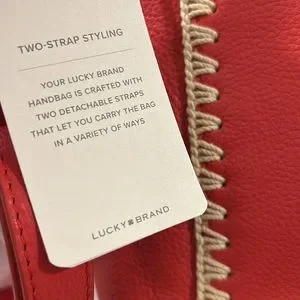 TWO-STRAP STYLING
YOUR LUCKY BRAND
HANDBAG IS CRAFTED WITH
TWO DETACHABLE STRAPS
THAT LET YOU CARRY THE BAG
IN A VARIETY OF WAYS
LUCKY BRAND